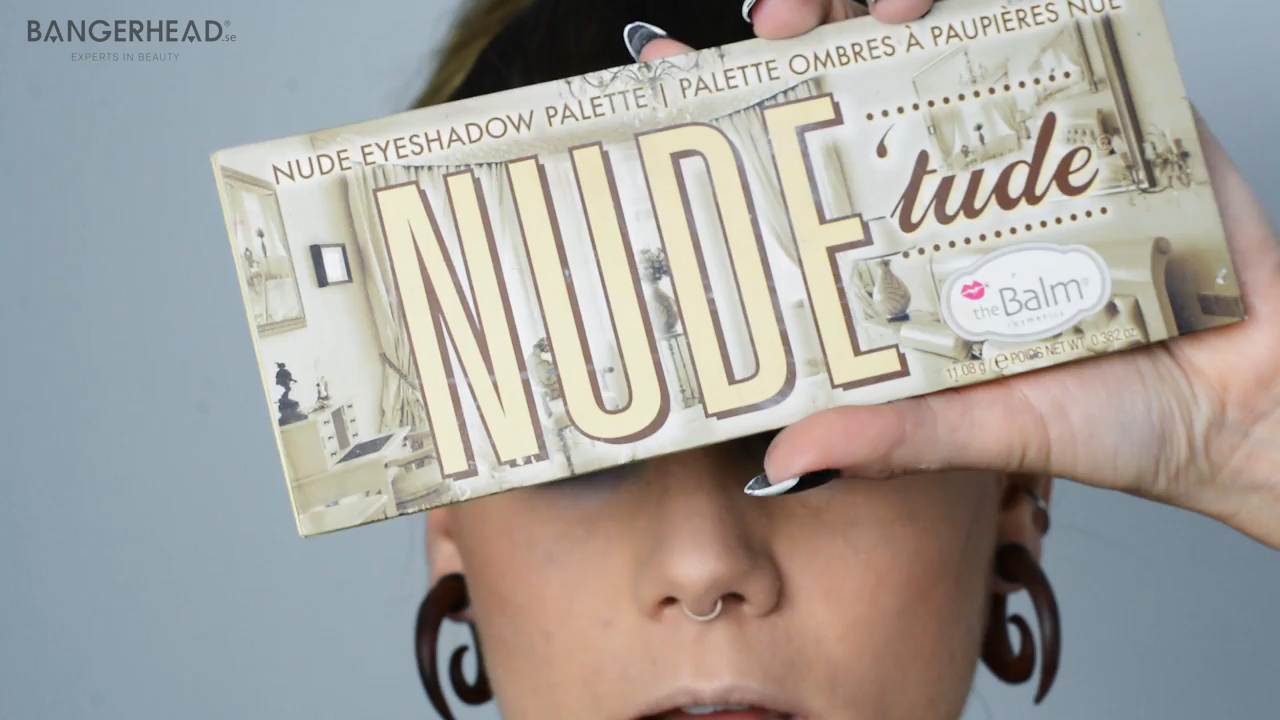 BANGERHEAD®.se
EXPERTS IN BEAUTY
NUDE EYESHADOW PALETTE | PALETTE OMBRES À PAUPIÈRES NUE
NUDE
‘tude®
theBalm®
cosmetics
11.08 g ℮ POIDS NET WT. 0.382 oz.